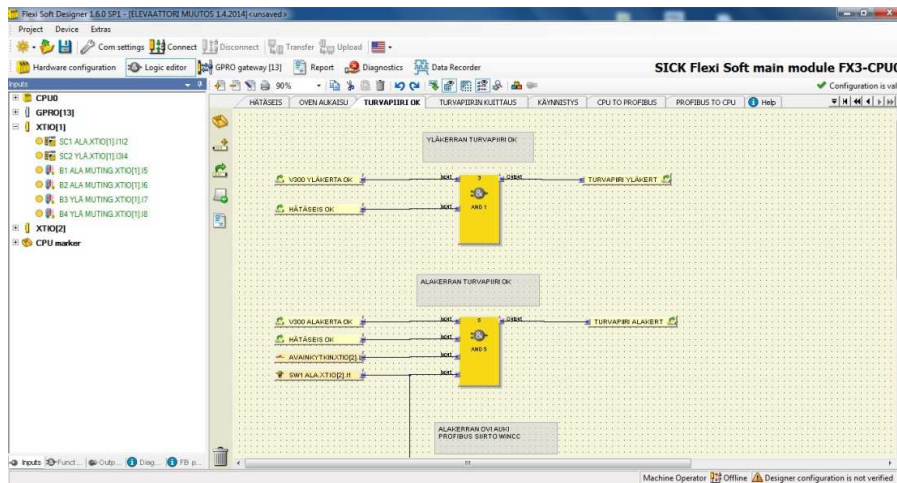 Flexi Soft Designer 1.6.0 SP1 - [ELEVAATTORI MUUTOS 1.4.2014]<unsaved>
Project Device Extras
Com settings Connect Disconnect Transfer Upload
Hardware configuration Logic editor GPRO gateway [13] Report Diagnostics Data Recorder
SICK Flexi Soft main module FX3-CPU0
Inputs
90%
Configuration is val
HÄTÄSEIS OVEN AUKAISU TURVAPIIRI OK TURVAPIIRIN KUITTAUS KÄYNNISTYS CPU TO PROFIBUS PROFIBUS TO CPU Help
CPU0
GPRO[13]
XTIO[1]
SC1 ALA.XTIO[1].I1I2
SC2 YLÄ.XTIO[1].I3I4
B1 ALA MUTING.XTIO[1].I5
B2 ALA MUTING.XTIO[1].I6
B3 YLÄ MUTING.XTIO[1].I7
B4 YLÄ MUTING.XTIO[1].I8
XTIO[2]
CPU marker
YLÄKERRAN TURVAPIIRI OK
V300 YLÄKERTA OK
HÄTÄSEIS OK
AND 1
TURVAPIIRI YLÄKERT
ALAKERRAN TURVAPIIRI OK
V300 ALAKERTA OK
HÄTÄSEIS OK
AVAINKYTKIN.XTIO[2].
SW1 ALA.XTIO[2].I1
AND 5
TURVAPIIRI ALAKERT
ALAKERRAN OVI AUKI
PROFIBUS SIIRTO WINCC
Inputs Funct... Outp... Diag... FB p...
Machine Operator Offline Designer configuration is not verified